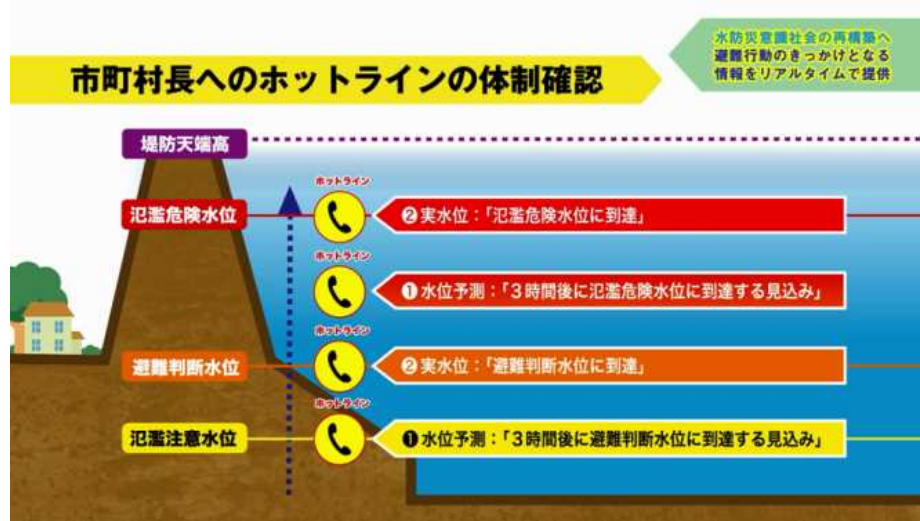 水防災意識社会の再構築へ
避難行動のきっかけとなる
情報をリアルタイムで提供
市町村長へのホットラインの体制確認
堤防天端高
ホットライン
氾濫危険水位
❷実水位:「氾濫危険水位に到達」
ホットライン
❶水位予測:「3時間後に氾濫危険水位に到達する見込み」
ホットライン
避難判断水位
❷実水位:「避難判断水位に到達」
ホットライン
氾濫注意水位
❶水位予測:「3時間後に避難判断水位に到達する見込み」